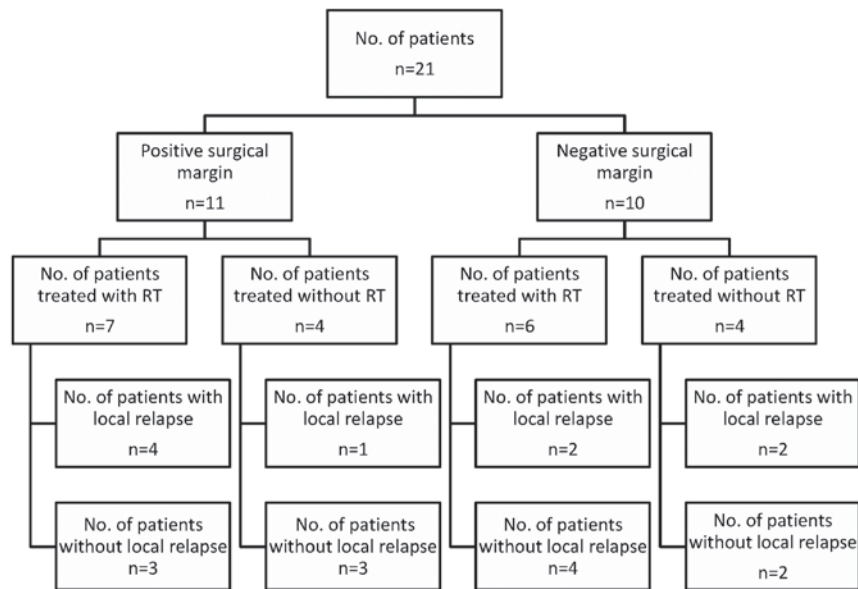 No. of patients
n=21
Positive surgical
margin
n=11
Negative surgical
margin
n=10
No. of patients
treated with RT
n=7
No. of patients
treated without RT
n=4
No. of patients
treated with RT
n=6
No. of patients
treated without RT
n=4
No. of patients with
local relapse
n=4
No. of patients with
local relapse
n=1
No. of patients with
local relapse
n=2
No. of patients with
local relapse
n=2
No. of patients
without local relapse
n=3
No. of patients
without local relapse
n=3
No. of patients
without local relapse
n=4
No. of patients
without local relapse
n=2